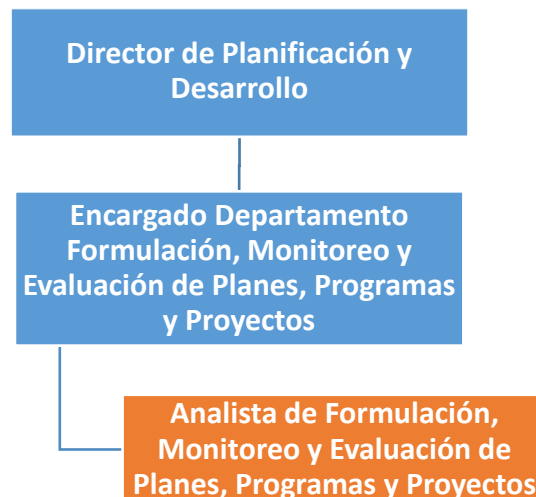 Director de Planificación y
Desarrollo
Encargado Departamento
Formulación, Monitoreo y
Evaluación de Planes, Programas
y Proyectos
Analista de Formulación,
Monitoreo y Evaluación de
Planes, Programas y Proyectos